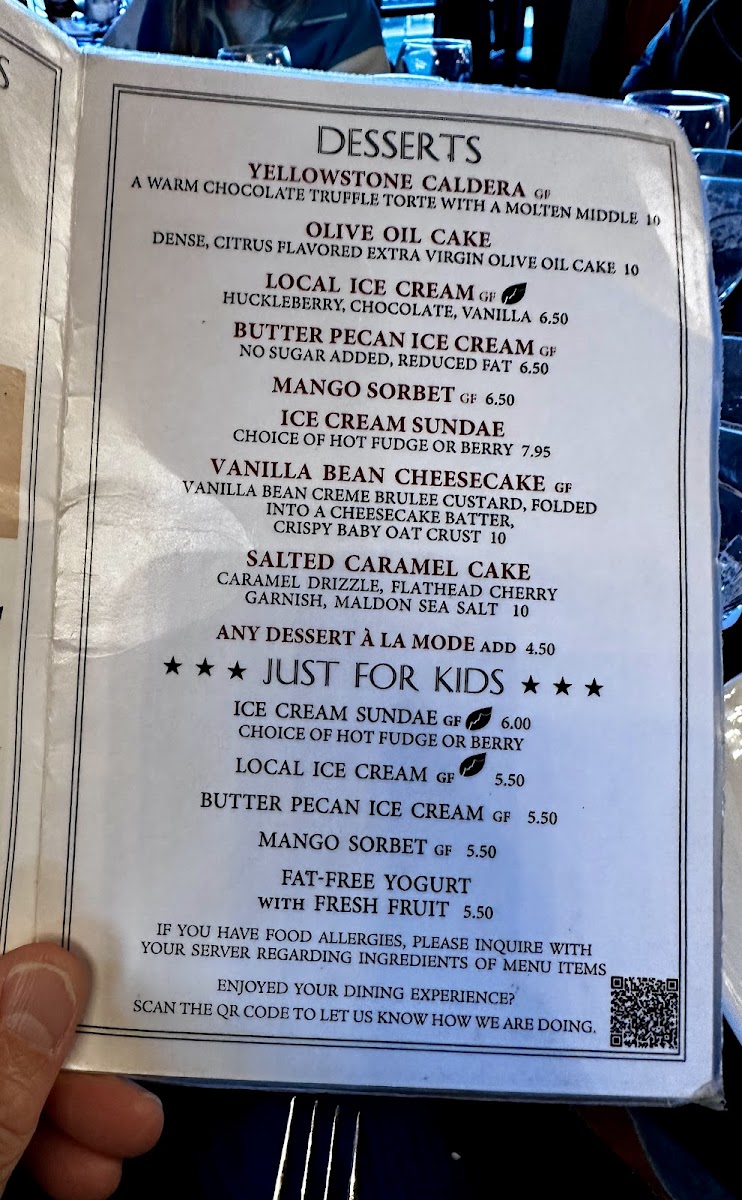 DESSERTS
YELLOWSTONE CALDERA GF
A WARM CHOCOLATE TRUFFLE TORTE WITH A MOLTEN MIDDLE 10
OLIVE OIL CAKE
DENSE, CITRUS FLAVORED EXTRA VIRGIN OLIVE OIL CAKE 10
LOCAL ICE CREAM GF
HUCKLEBERRY, CHOCOLATE, VANILLA 6.50
BUTTER PECAN ICE CREAM GF
NO SUGAR ADDED, REDUCED FAT 6.50
MANGO SORBET GF 6.50
ICE CREAM SUNDAE
CHOICE OF HOT FUDGE OR BERRY 7.95
VANILLA BEAN CHEESECAKE GF
VANILLA BEAN CREME BRULEE CUSTARD, FOLDED
INTO A CHEESECAKE BATTER,
CRISPY BABY OAT CRUST 10
SALTED CARAMEL CAKE
CARAMEL DRIZZLE, FLATHEAD CHERRY
GARNISH, MALDON SEA SALT 10
ANY DESSERT À LA MODE ADD 4.50
★ ★ ★ JUST FOR KIDS ★ ★ ★
ICE CREAM SUNDAE GF 6.00
CHOICE OF HOT FUDGE OR BERRY
LOCAL ICE CREAM GF 5.50
BUTTER PECAN ICE CREAM GF 5.50
MANGO SORBET GF 5.50
FAT-FREE YOGURT
WITH FRESH FRUIT 5.50
IF YOU HAVE FOOD ALLERGIES, PLEASE INQUIRE WITH
YOUR SERVER REGARDING INGREDIENTS OF MENU ITEMS
ENJOYED YOUR DINING EXPERIENCE?
SCAN THE QR CODE TO LET US KNOW HOW WE ARE DOING.